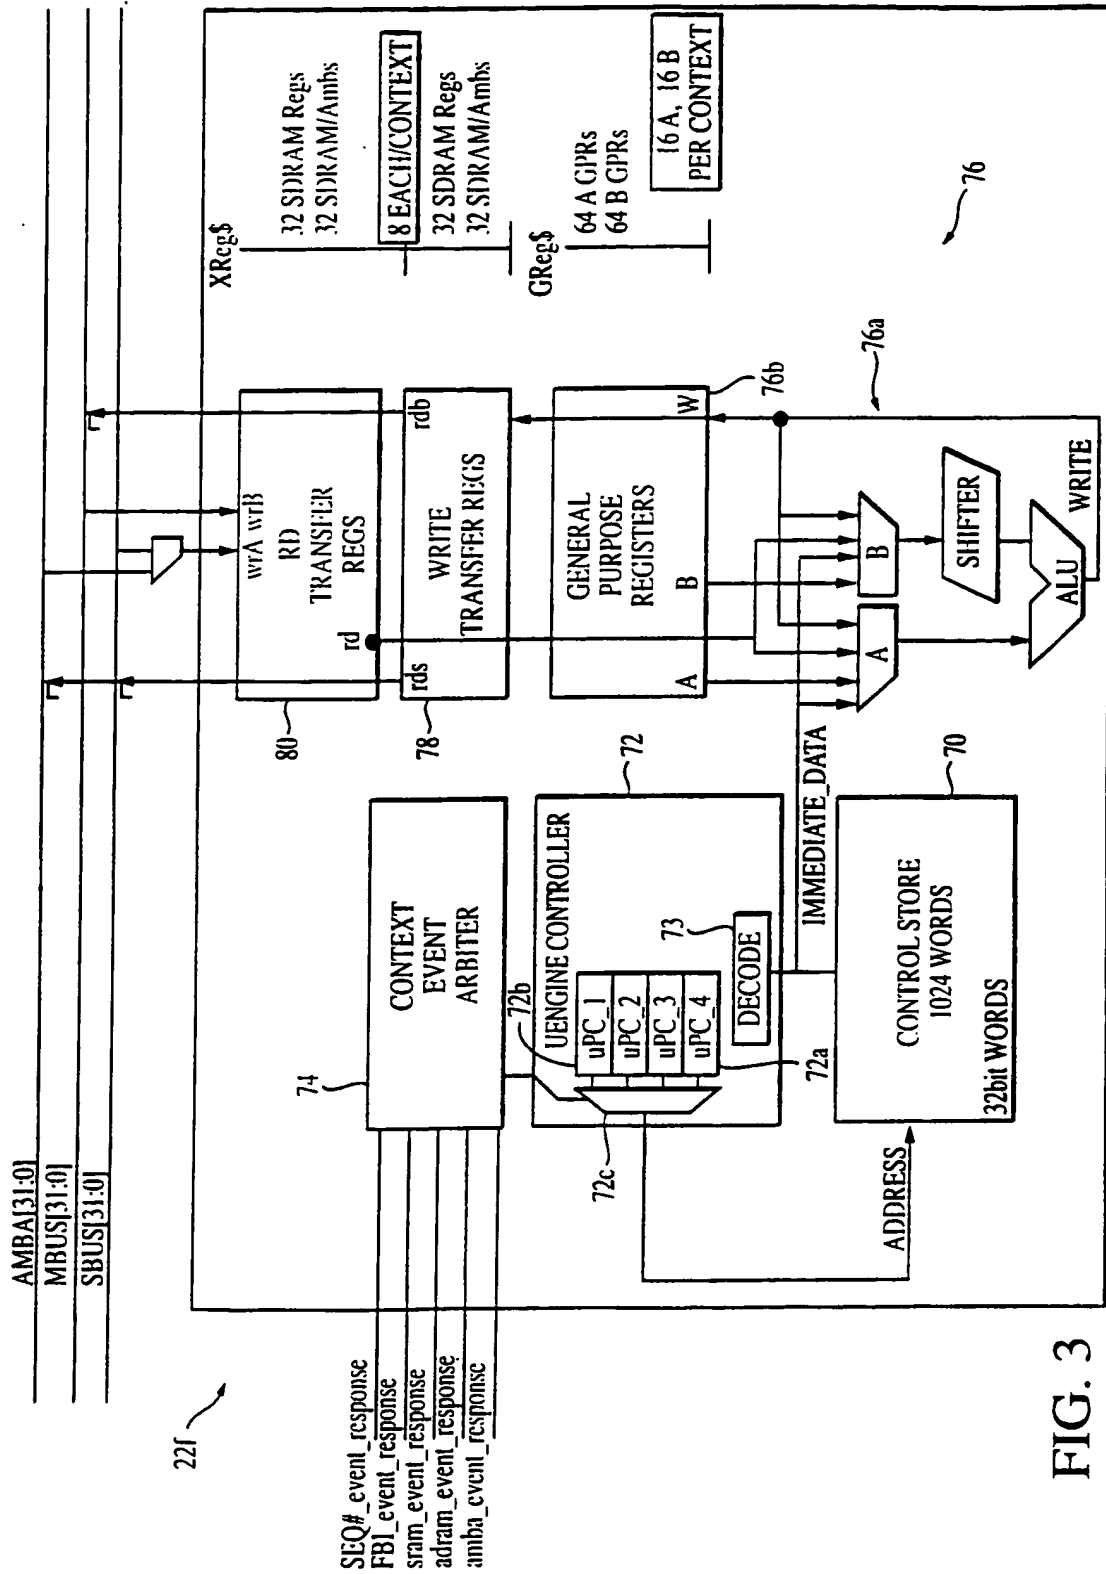 AMBA[31:0]
MBUS[31:0]
SBUS[31:0]
22f
SEQ#_event_response
FBI_event_response
sram_event_response
adram_event_response
amba_event_response
74
CONTEXT
EVENT
ARBITER
72
UENGINE CONTROLLER
72b
uPC_1
uPC_2
uPC_3
uPC_4
72a
72c
73
DECODE
ADDRESS
IMMEDIATE_DATA
70
CONTROL STORE
1024 WORDS
32bit WORDS
80
wrA wrB
RD
TRANSFER
REGS
rd
78
rds
rdb
WRITE
TRANSFER REGS
GENERAL
PURPOSE
REGISTERS
A
B
W
76b
76a
A
B
SHIFTER
ALU
WRITE
76
XReg$
32 SDRAM Regs
32 SDRAM/Ambs
8 EACH/CONTEXT
32 SDRAM Regs
32 SDRAM/Ambs
GReg$
64 A GPRs
64 B GPRs
16 A, 16 B
PER CONTEXT
FIG. 3